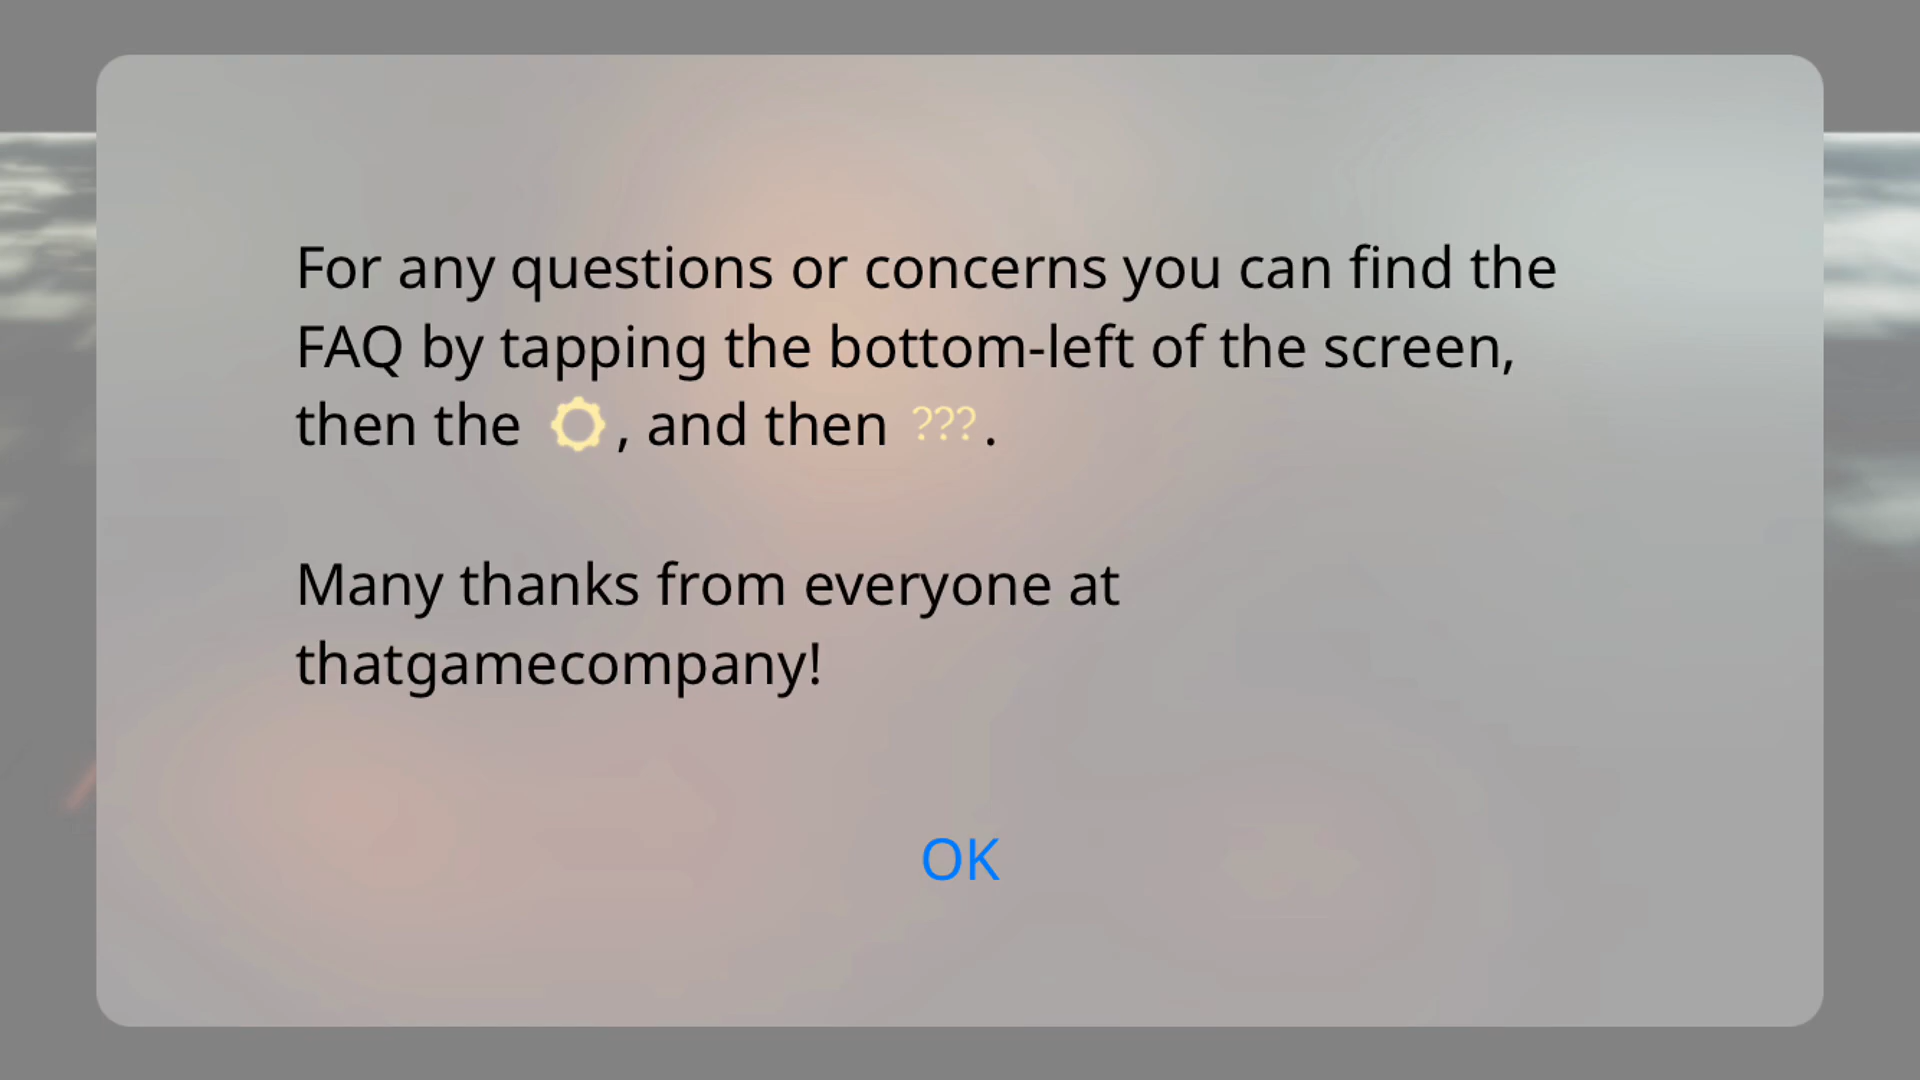 For any questions or concerns you can find the
FAQ by tapping the bottom-left of the screen,
then the , and then ???.
Many thanks from everyone at
thatgamecompany!
OK